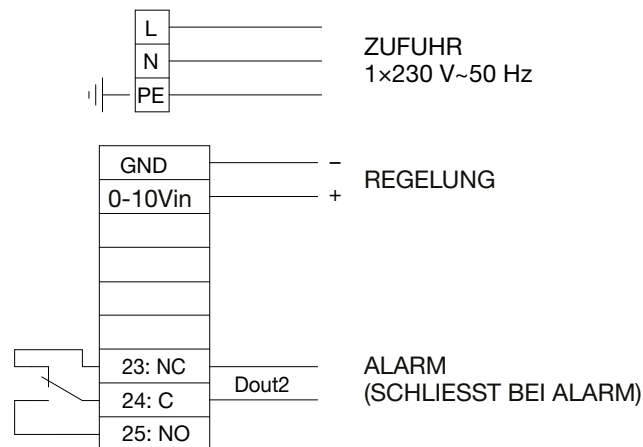 L
N
PE
ZUFUHR
1×230 V~50 Hz
GND
–
0-10Vin
+
REGELUNG
23: NC
24: C
25: NO
Dout2
ALARM
(SCHLIESST BEI ALARM)